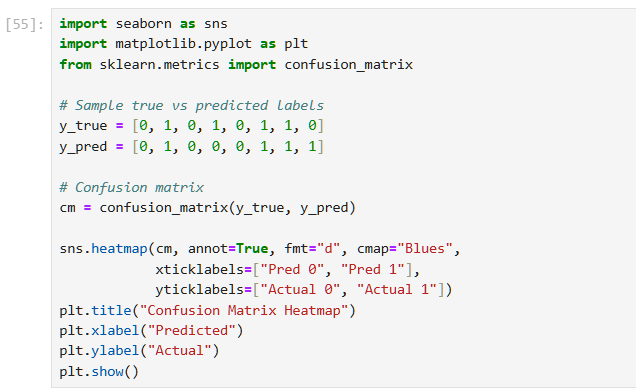 [55]:
import seaborn as sns
import matplotlib.pyplot as plt
from sklearn.metrics import confusion_matrix

# Sample true vs predicted labels
y_true = [0, 1, 0, 1, 0, 1, 1, 0]
y_pred = [0, 1, 0, 0, 0, 1, 1, 1]

# Confusion matrix
cm = confusion_matrix(y_true, y_pred)

sns.heatmap(cm, annot=True, fmt="d", cmap="Blues",
            xticklabels=["Pred 0", "Pred 1"],
            yticklabels=["Actual 0", "Actual 1"])
plt.title("Confusion Matrix Heatmap")
plt.xlabel("Predicted")
plt.ylabel("Actual")
plt.show()